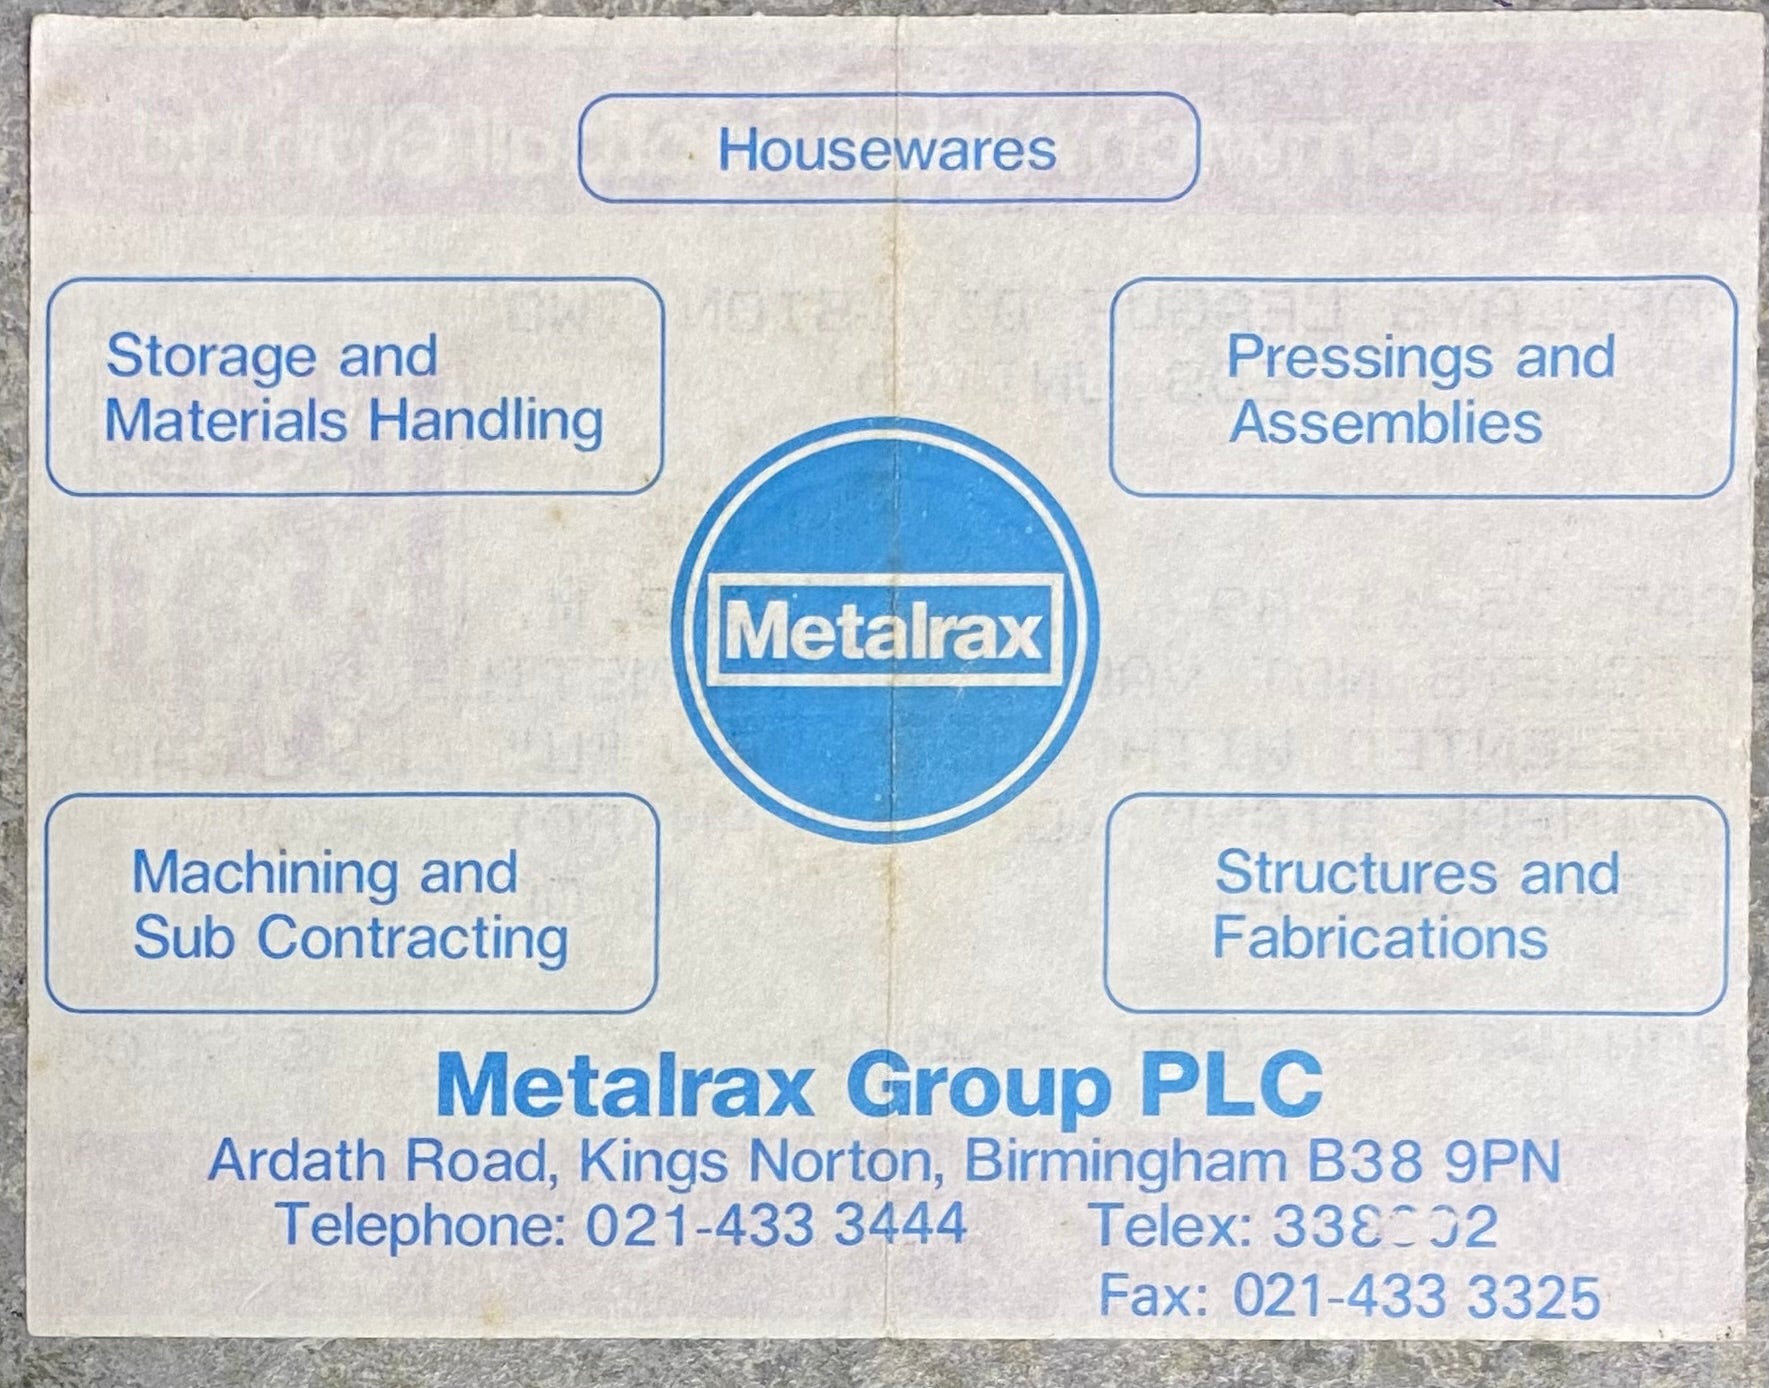 Housewares
Storage and
Materials Handling
Pressings and
Assemblies
Metalrax
Machining and
Sub Contracting
Structures and
Fabrications
Metalrax Group PLC
Ardath Road, Kings Norton, Birmingham B38 9PN
Telephone: 021-433 3444
Telex:
Fax: 021-433 3325